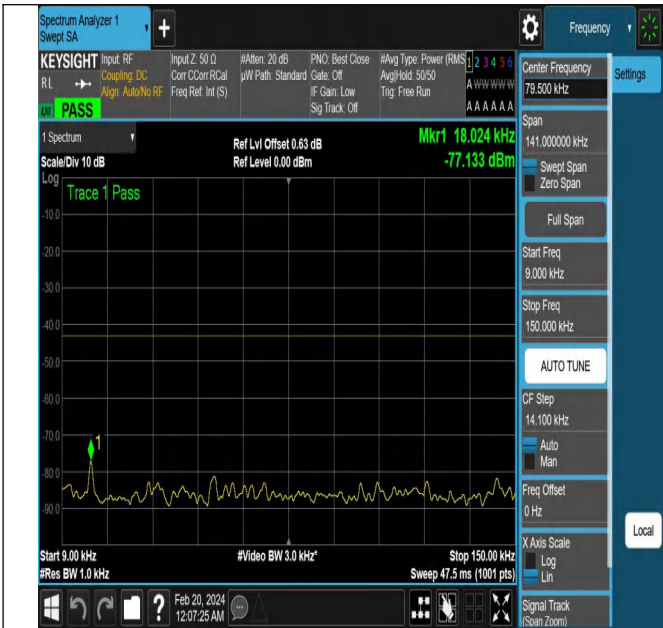 Spectrum Analyzer 1
Swept SA
+
Frequency
KEYSIGHT
RL
PASS
Input: RF
Coupling: DC
Align: Auto/No RF
Input Z: 50 Ω
Corr CCorr RCal
Freq Ref: Int (S)
#Atten: 20 dB
µW Path: Standard
PNO: Best Close
Gate: Off
IF Gain: Low
Sig Track: Off
#Avg Type: Power (RMS
Avg|Hold: 50/50
Trig: Free Run
1 2 3 4 5 6
A W W W W W
A A A A A A
Center Frequency
79.500 kHz
Settings
Span
141.000000 kHz
Swept Span
Zero Span
Full Span
Start Freq
9.000 kHz
Stop Freq
150.000 kHz
AUTO TUNE
CF Step
14.100 kHz
Auto
Man
Freq Offset
0 Hz
X Axis Scale
Log
Lin
Local
Signal Track
(Span Zoom)
1 Spectrum
Scale/Div 10 dB
Ref Lvl Offset 0.63 dB
Ref Level 0.00 dBm
Mkr1 18.024 kHz
-77.133 dBm
Log
Trace 1 Pass
-10.0
-20.0
-30.0
-40.0
-50.0
-60.0
-70.0
-80.0
-90.0
1
Start 9.00 kHz
#Res BW 1.0 kHz
#Video BW 3.0 kHz*
Stop 150.00 kHz
Sweep 47.5 ms (1001 pts)
?
Feb 20, 2024
12:07:25 AM